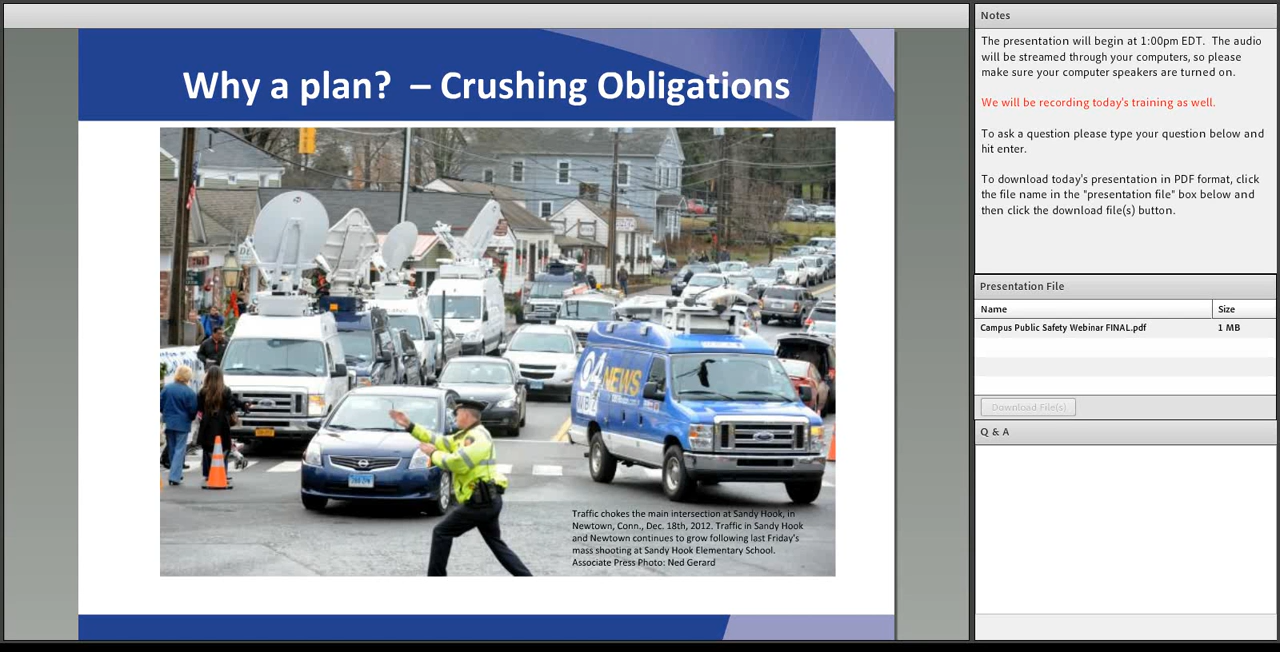 Why a plan?  – Crushing Obligations
4 NEWS
Traffic chokes the main intersection at Sandy Hook, in
Newtown, Conn., Dec. 18th, 2012. Traffic in Sandy Hook
and Newtown continues to grow following last Friday's
mass shooting at Sandy Hook Elementary School.
Associate Press Photo: Ned Gerard
Notes
The presentation will begin at 1:00pm EDT.  The audio
will be streamed through your computers, so please
make sure your computer speakers are turned on.
We will be recording today's training as well.
To ask a question please type your question below and
hit enter.
To download today's presentation in PDF format, click
the file name in the "presentation file" box below and
then click the download file(s) button.
Presentation File
Name Size
Campus Public Safety Webinar FINAL.pdf 1 MB
Download File(s)
Q & A